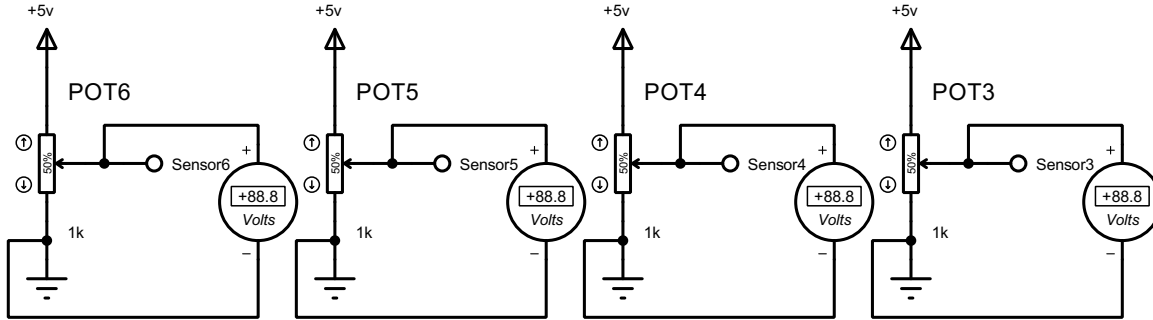 +5v
+5v
+5v
+5v
POT6
POT5
POT4
POT3
50%
+
Sensor6
50%
+
Sensor5
50%
+
Sensor4
50%
+
Sensor3
+88.8
+88.8
+88.8
+88.8
Volts
Volts
Volts
Volts
1k
–
1k
–
1k
–
1k
–